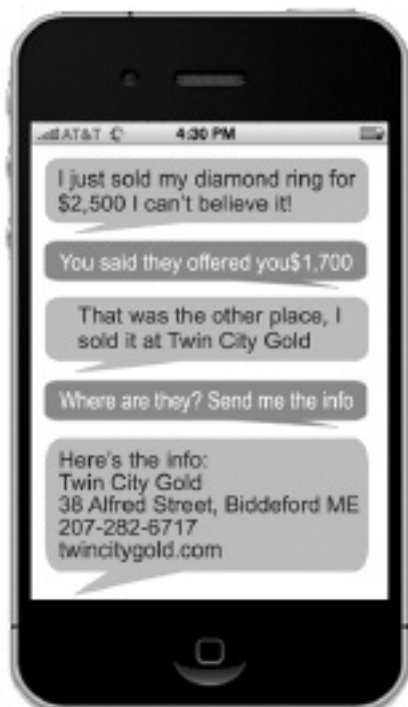 AT&T 4:30 PM
I just sold my diamond ring for
$2,500 I can't believe it!
You said they offered you$1,700
That was the other place, I
sold it at Twin City Gold
Where are they? Send me the info
Here's the info:
Twin City Gold
38 Alfred Street, Biddeford ME
207-282-6717
twincitygold.com